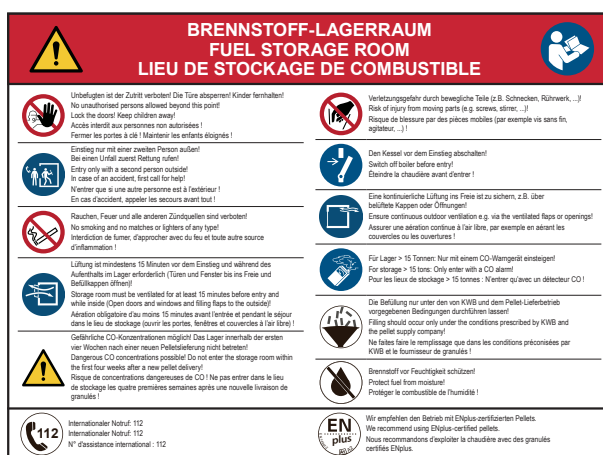 BRENNSTOFF-LAGERRAUM
FUEL STORAGE ROOM
LIEU DE STOCKAGE DE COMBUSTIBLE
Unbefugten ist der Zutritt verboten! Die Türe absperren! Kinder fernhalten!
No unauthorised persons allowed beyond this point!
Lock the doors! Keep children away!
Accès interdit aux personnes non autorisées !
Fermer les portes à clé ! Maintenir les enfants éloignés !
Einstieg nur mit einer zweiten Person außen!
Bei einen Unfall zuerst Rettung rufen!
Entry only with a second person outside!
In case of an accident, first call for help!
N'entrer que si une autre personne est à l'extérieur !
En cas d'accident, appeler les secours avant tout !
Rauchen, Feuer und alle anderen Zündquellen sind verboten!
No smoking and no matches or lighters of any type!
Interdiction de fumer, d'approcher avec du feu et toute autre source
d'inflammation !
Lüftung ist mindestens 15 Minuten vor dem Einstieg und während des
Aufenthalts im Lager erforderlich (Türen und Fenster bis ins Freie und
Befüllkappen öffnen)!
Storage room must be ventilated for at least 15 minutes before entry and
while inside (Open doors and windows and filling flaps to the outside)!
Aération obligatoire d'au moins 15 minutes avant l'entrée et pendant le séjour
dans le lieu de stockage (ouvrir les portes, fenêtres et couvercles à l'air libre) !
Gefährliche CO-Konzentrationen möglich! Das Lager innerhalb der ersten
vier Wochen nach einer neuen Pelletslieferung nicht betreten!
Dangerous CO concentrations possible! Do not enter the storage room within
the first four weeks after a new pellet delivery!
Risque de concentrations dangereuses de CO ! Ne pas entrer dans le lieu
de stockage les quatre premières semaines après une nouvelle livraison de
granulés !
112
Internationaler Notruf: 112
Internationaler Notruf: 112
N° d'assistance international : 112
Verletzungsgefahr durch bewegliche Teile (z.B. Schnecken, Rührwerk, ...)!
Risk of injury from moving parts (e.g. screws, stirrer, ...)!
Risque de blessure par des pièces mobiles (par exemple vis sans fin,
agitateur, ...) !
Den Kessel vor dem Einstieg abschalten!
Switch off boiler before entry!
Éteindre la chaudière avant d'entrer !
Eine kontinuierliche Lüftung ins Freie ist zu sichern, z.B. über
belüftete Kappen oder Öffnungen!
Ensure continuous outdoor ventilation e.g. via the ventilated flaps or openings!
Assurer une aération continue à l'air libre, par exemple en aérant les
couvercles ou les ouvertures !
Für Lager > 15 Tonnen: Nur mit einem CO-Warngerät einsteigen!
For storage > 15 tons: Only enter with a CO alarm!
Pour les lieux de stockage > 15 tonnes : N'entrer qu'avec un détecteur CO !
Die Befüllung nur unter den von KWB und dem Pellet-Lieferbetrieb
vorgegebenen Bedingungen durchführen lassen!
Filling should occur only under the conditions prescribed by KWB and
the pellet supply company!
Ne faites faire le remplissage que dans les conditions préconisées par
KWB et le fournisseur de granulés !
Brennstoff vor Feuchtigkeit schützen!
Protect fuel from moisture!
Protéger le combustible de l'humidité !
EN
plus
Wir empfehlen den Betrieb mit ENplus-zertifizierten Pellets.
We recommend using ENplus-certified pellets.
Nous recommandons d'exploiter la chaudière avec des granulés
certifiés ENplus.